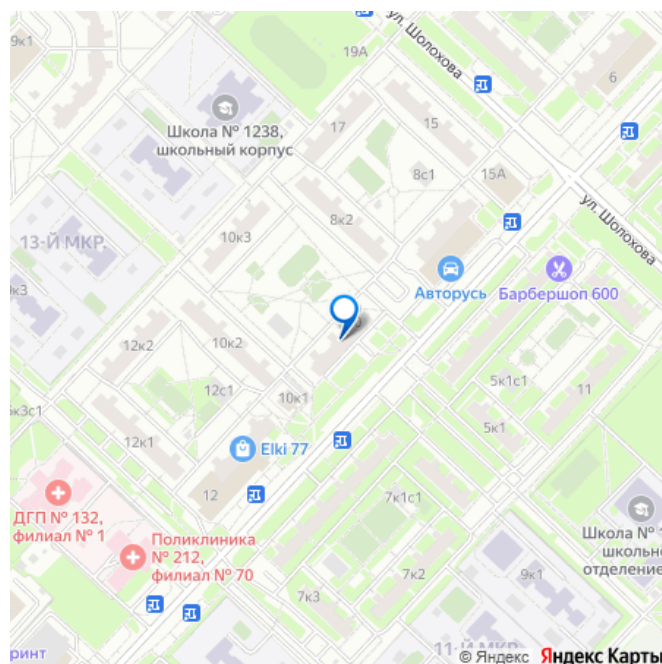 9к1
19А
ул. Шолохова
6
Школа № 1238,
школьный корпус
17
15
8с1
15А
ул. Шолохова
8к2
10к3
13-Й МКР.
9к3
Авторусь
Барбершоп 600
12к2
10к2
12с1
10к1
5к1с1
11
5к1
12к1
Elki 77
12
ДГП № 132,
филиал № 1
Поликлиника
№ 212,
филиал № 70
7к1с1
Школа №
школьно
отделение
7к2
9к1
7к3
11-Й МКР.
ринт
© Яндекс Яндекс Карты